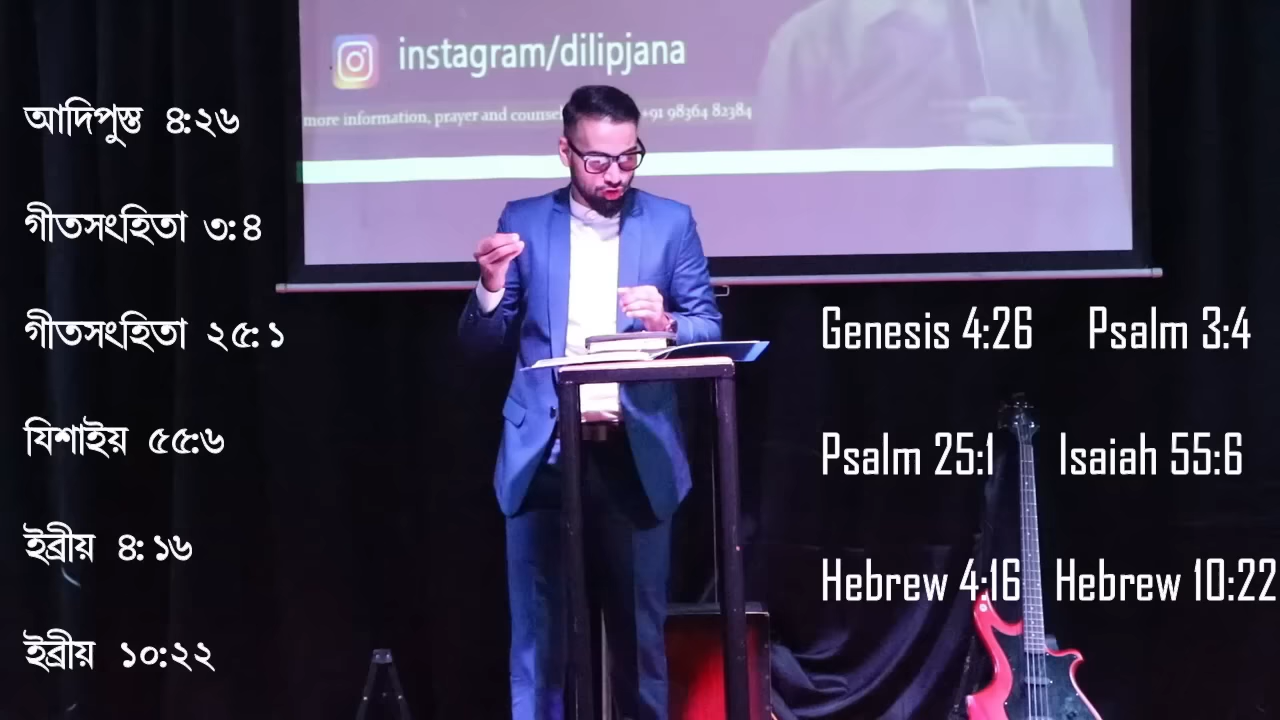 instagram/dilipjana
more information, prayer and +91 98364 82384
আদিপুস্ত ৪:২৬
গীতসংহিতা ৩:৪
গীতসংহিতা ২৫:১
যিশাইয় ৫৫:৬
ইব্রীয় ৪:১৬
ইব্রীয় ১০:২২
Genesis 4:26 Psalm 3:4
Psalm 25:1 Isaiah 55:6
Hebrew 4:16 Hebrew 10:22